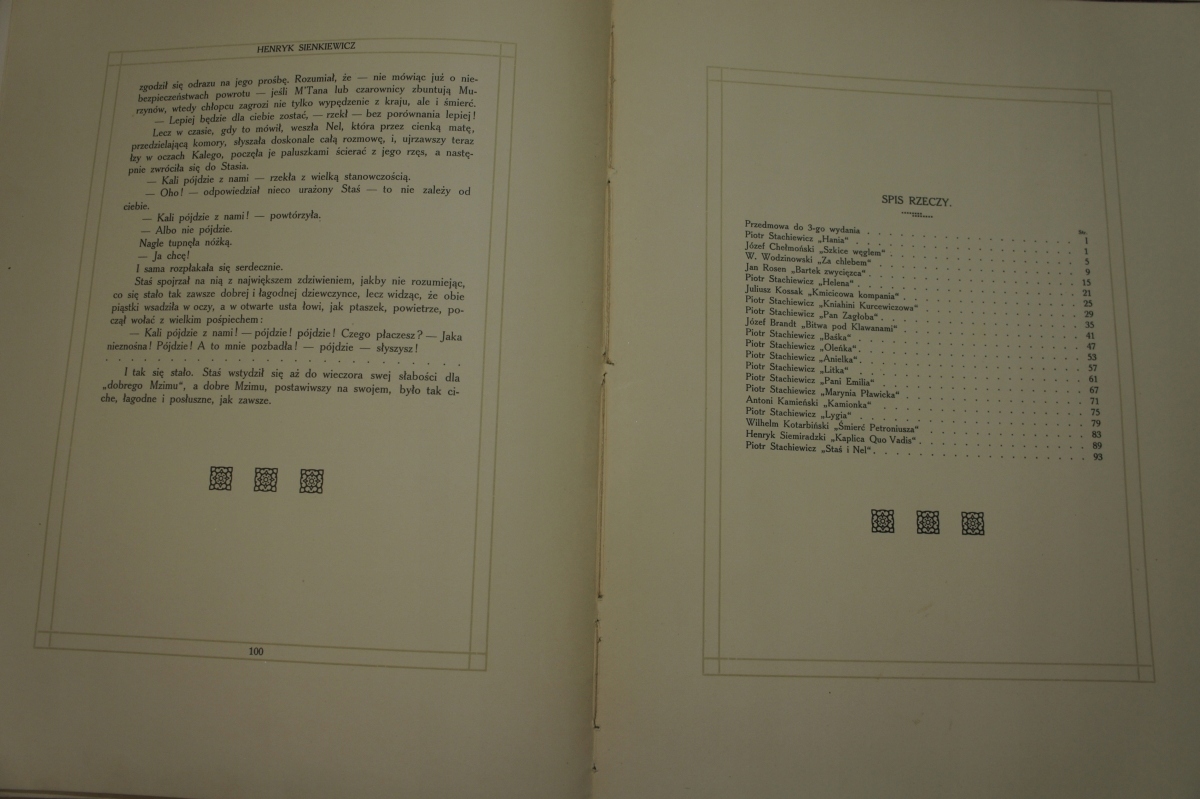 HENRYK SIENKIEWICZ
zgodził się odrazu na jego prośbę. Rozumiał, że — nie mówiąc już o nie-
bezpieczeństwach powrotu — jeśli M'Tana lub czarownicy zbuntują Mu-
rzynów, wtedy chłopcu zagrozi nie tylko wypędzenie z kraju, ale i śmierć.
— Lepiej będzie dla ciebie zostać, — rzekł — bez porównania lepiej!
Lecz w czasie, gdy to mówił, weszła Nel, która przez cienką matę,
przedzielającą komory, słyszała doskonale całą rozmowę, i, ujrzawszy teraz
łzy w oczach Kalego, poczęła je paluszkami ścierać z jego rzęs, a nastę-
pnie zwróciła się do Stasia.
— Kali pójdzie z nami — rzekła z wielką stanowczością.
— Oho! — odpowiedział nieco urażony Staś — to nie zależy od
ciebie.
— Kali pójdzie z nami! — powtórzyła.
— Albo nie pójdzie.
Nagle tupnęła nóżką.
— Ja chcę!
I sama rozpłakała się serdecznie.
Staś spojrzał na nią z największem zdziwieniem, jakby nie rozumiejąc,
co się stało tak zawsze dobrej i łagodnej dziewczynce, lecz widząc, że obie
piąstki wsadziła w oczy, a w otwarte usta łowi, jak ptaszek, powietrze, po-
czął wołać z wielkim pośpiechem:
— Kali pójdzie z nami! — pójdzie! pójdzie! Czego płaczesz? — Jaka
nieznośna! Pójdzie! A to mnie pozbadła! — pójdzie — słyszysz!
. . . . . . . . . . . . . . . . . . . . .
I tak się stało. Staś wstydził się aż do wieczora swej słabości dla
„dobrego Mzimu“, a dobre Mzimu, postawiwszy na swojem, było tak ci-
che, łagodne i posłuszne, jak zawsze.
100
SPIS RZECZY.
Str.
Przedmowa do 3-go wydania . . . . . . . . . . 1
Piotr Stachiewicz „Hania“ . . . . . . . . . . 1
Józef Chełmoński „Szkice węglem“ . . . . . . . . . . 5
W. Wodzinowski „Za chlebem“ . . . . . . . . . . 9
Jan Rosen „Bartek zwycięzca“ . . . . . . . . . . 15
Piotr Stachiewicz „Helena“ . . . . . . . . . . 21
Juliusz Kossak „Kmicicowa kompania“ . . . . . . . . . . 25
Piotr Stachiewicz „Kniahini Kurcewiczowa“ . . . . . . . . . . 29
Piotr Stachiewicz „Pan Zagłoba“ . . . . . . . . . . 35
Józef Brandt „Bitwa pod Klawanami“ . . . . . . . . . . 41
Piotr Stachiewicz „Baśka“ . . . . . . . . . . 47
Piotr Stachiewicz „Oleńka“ . . . . . . . . . . 53
Piotr Stachiewicz „Anielka“ . . . . . . . . . . 57
Piotr Stachiewicz „Litka“ . . . . . . . . . . 61
Piotr Stachiewicz „Pani Emilia“ . . . . . . . . . . 67
Piotr Stachiewicz „Marynia Pławicka“ . . . . . . . . . . 71
Antoni Kamieński „Kamionka“ . . . . . . . . . . 75
Piotr Stachiewicz „Lygia“ . . . . . . . . . . 79
Wilhelm Kotarbiński „Śmierć Petroniusza“ . . . . . . . . . . 83
Henryk Siemiradzki „Kaplica Quo Vadis“ . . . . . . . . . . 89
Piotr Stachiewicz „Staś i Nel“ . . . . . . . . . . 93